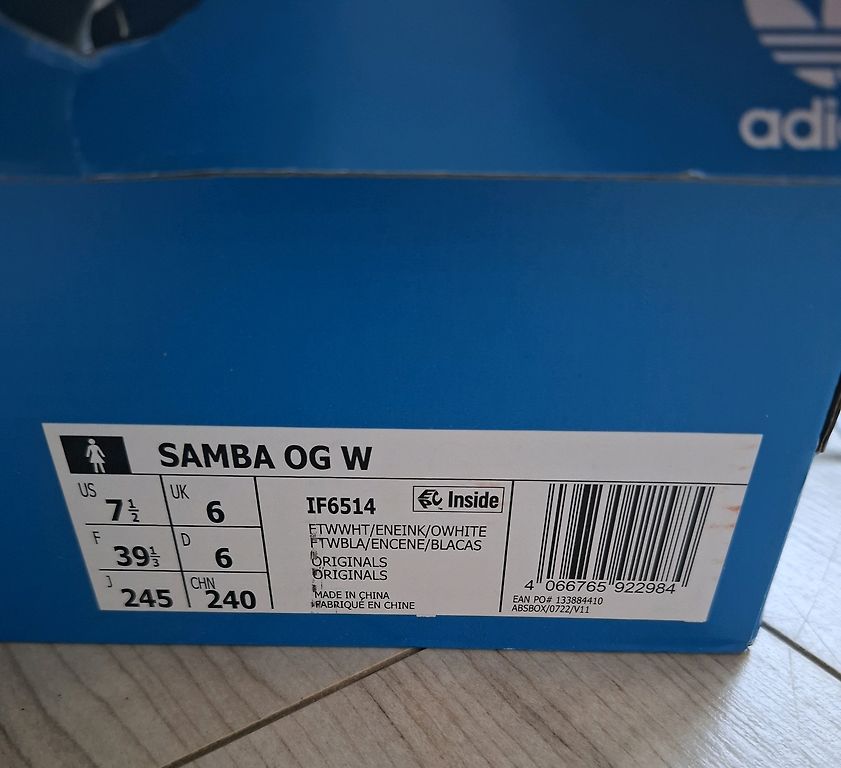 adi
SAMBA OG W
US 7½ UK 6
F 39⅓ D 6
J 245 CHN 240
IF6514 Inside
FTWWHT/ENEINK/OWHITE
FTWBLA/ENCENE/BLACAS
ORIGINALS
ORIGINALS
MADE IN CHINA
FABRIQUÉ EN CHINE
4 066765 922984
EAN PO# 133884410
ABSBOX/0722/V11